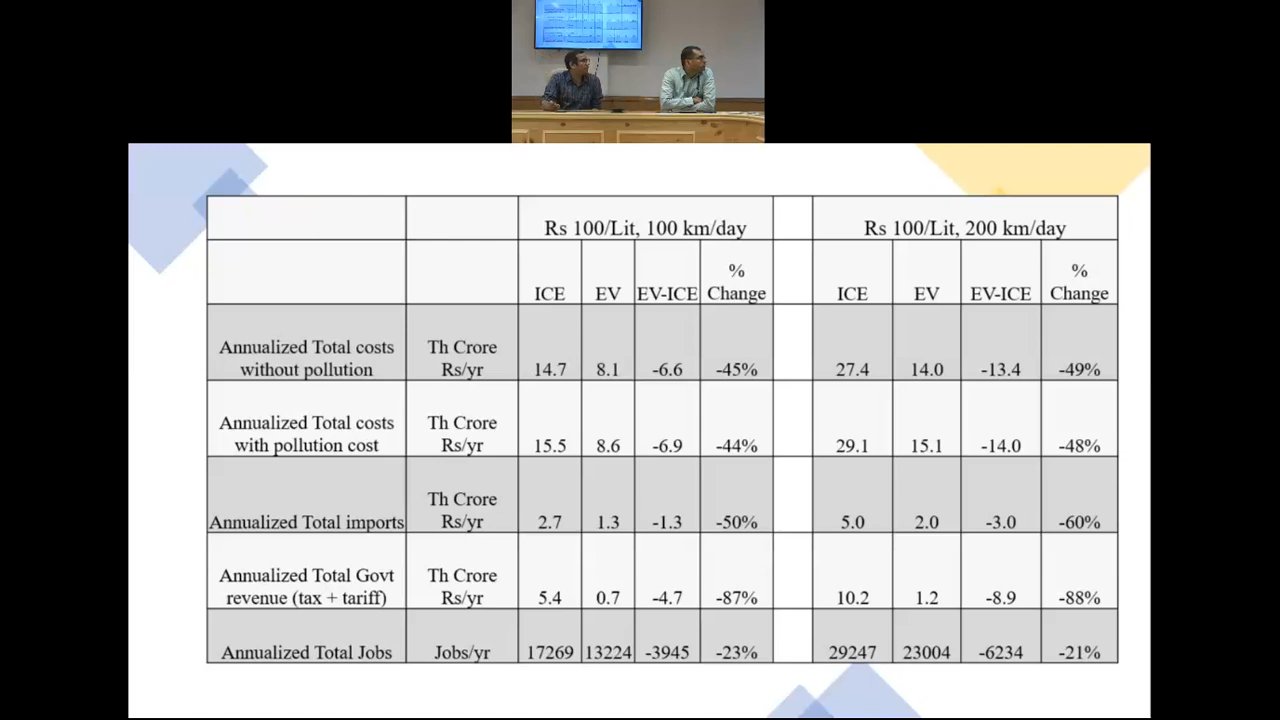 Rs 100/Lit, 100 km/day Rs 100/Lit, 200 km/day
% %
ICE EV EV-ICE Change ICE EV EV-ICE Change
Annualized Total costs Th Crore
without pollution Rs/yr 14.7 8.1 -6.6 -45% 27.4 14.0 -13.4 -49%
Annualized Total costs Th Crore
with pollution cost Rs/yr 15.5 8.6 -6.9 -44% 29.1 15.1 -14.0 -48%
Th Crore
Annualized Total imports Rs/yr 2.7 1.3 -1.3 -50% 5.0 2.0 -3.0 -60%
Annualized Total Govt Th Crore
revenue (tax + tariff) Rs/yr 5.4 0.7 -4.7 -87% 10.2 1.2 -8.9 -88%
Annualized Total Jobs Jobs/yr 17269 13224 -3945 -23% 29247 23004 -6234 -21%